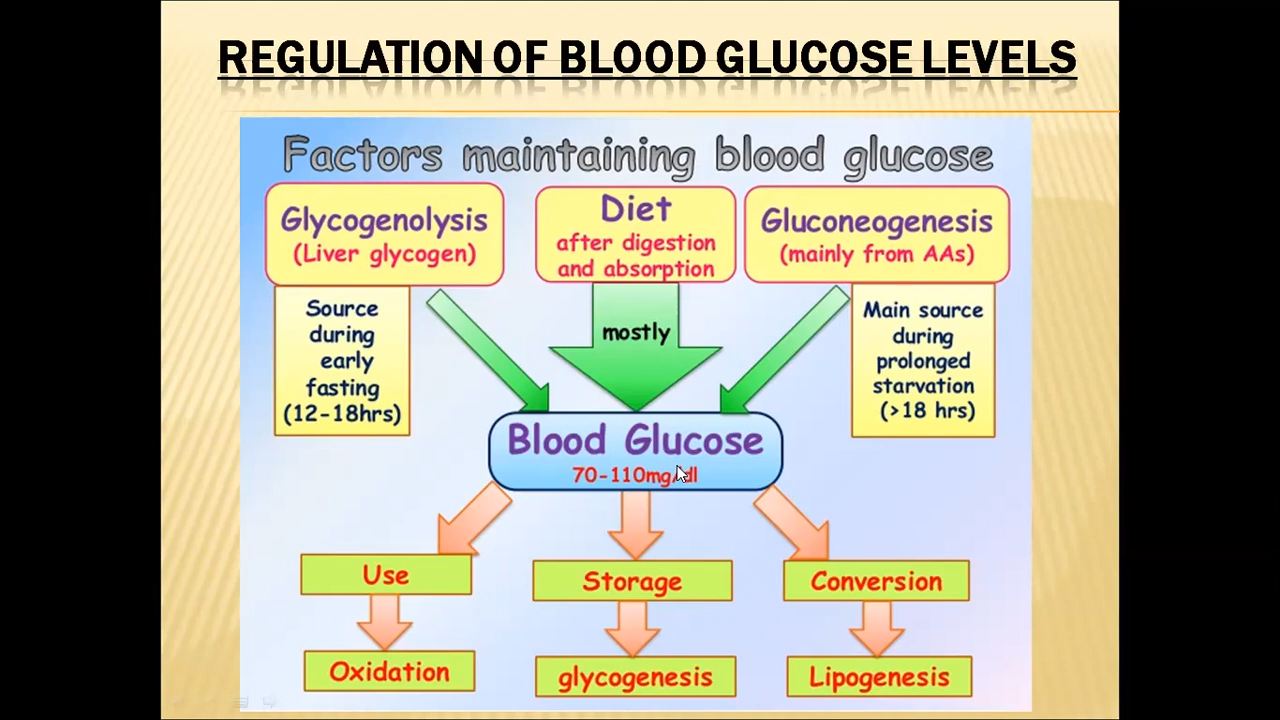 REGULATION OF BLOOD GLUCOSE LEVELS
Factors maintaining blood glucose
Glycogenolysis
(Liver glycogen)
Diet
after digestion
and absorption
Gluconeogenesis
(mainly from AAs)
Source
during
early
fasting
(12-18hrs)
mostly
Main source
during
prolonged
starvation
(>18 hrs)
Blood Glucose
70-110mg/dl
Use
Storage
Conversion
Oxidation
glycogenesis
Lipogenesis